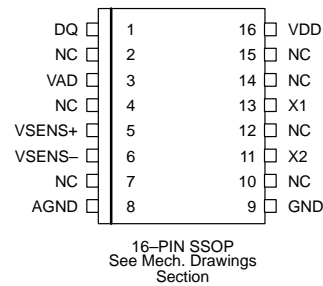 DQ 1 16 VDD
NC 2 15 NC
VAD 3 14 NC
NC 4 13 X1
VSENS+ 5 12 NC
VSENS– 6 11 X2
NC 7 10 NC
AGND 8 9 GND
16–PIN SSOP
See Mech. Drawings
Section